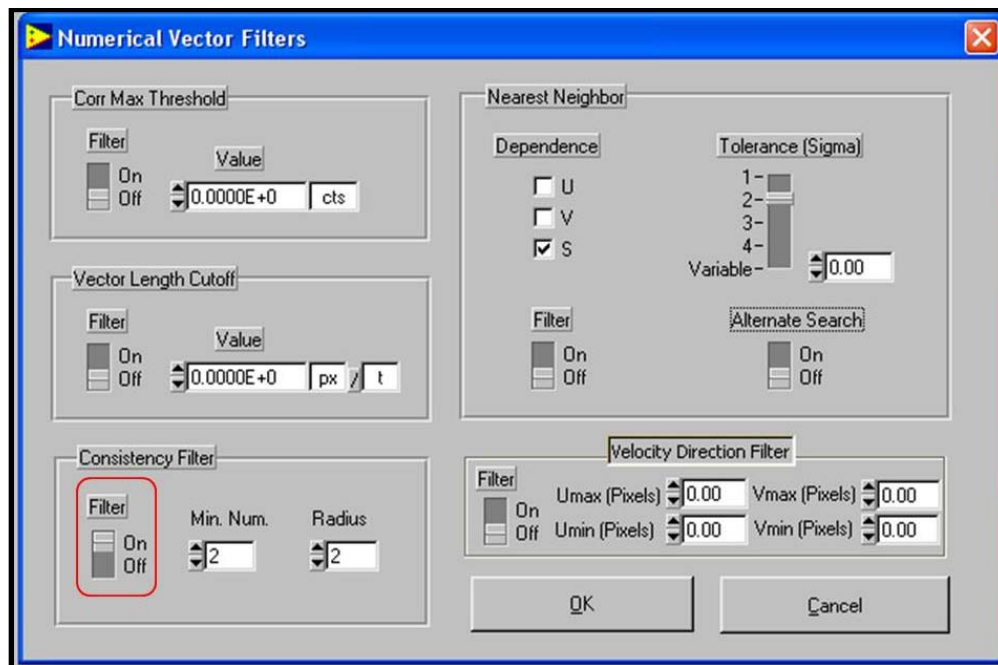 Numerical Vector Filters
Corr Max Threshold
Filter
On
Off
Value
0.0000E+0 cts
Vector Length Cutoff
Filter
On
Off
Value
0.0000E+0 px / t
Consistency Filter
Filter
On
Off
Min. Num.
2
Radius
2
Nearest Neighbor
Dependence
U
V
S
Tolerance (Sigma)
1-
2-
3-
4-
Variable- 0.00
Filter
On
Off
Alternate Search
On
Off
Velocity Direction Filter
Filter
On
Off
Umax (Pixels) 0.00 Vmax (Pixels) 0.00
Umin (Pixels) 0.00 Vmin (Pixels) 0.00
OK
Cancel